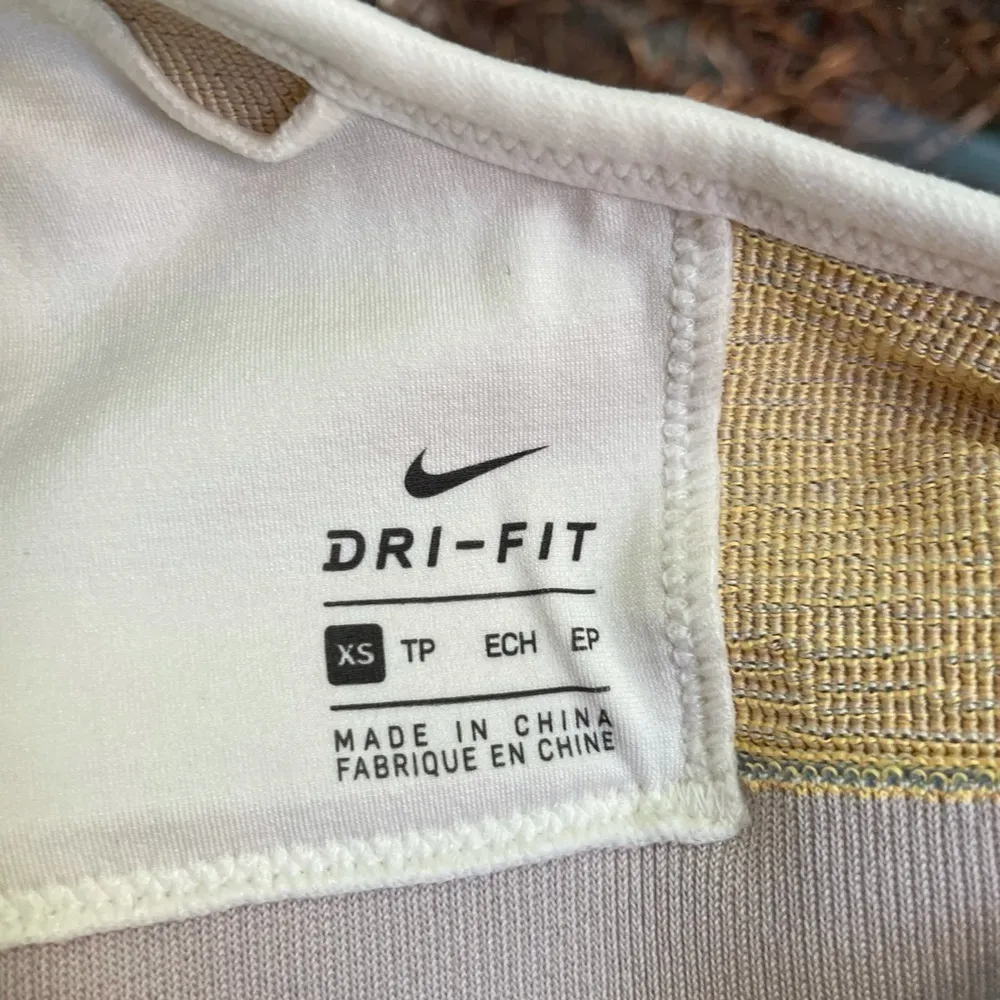 DRI-FIT
XS TP ECH EP
MADE IN CHINA
FABRIQUE EN CHINE